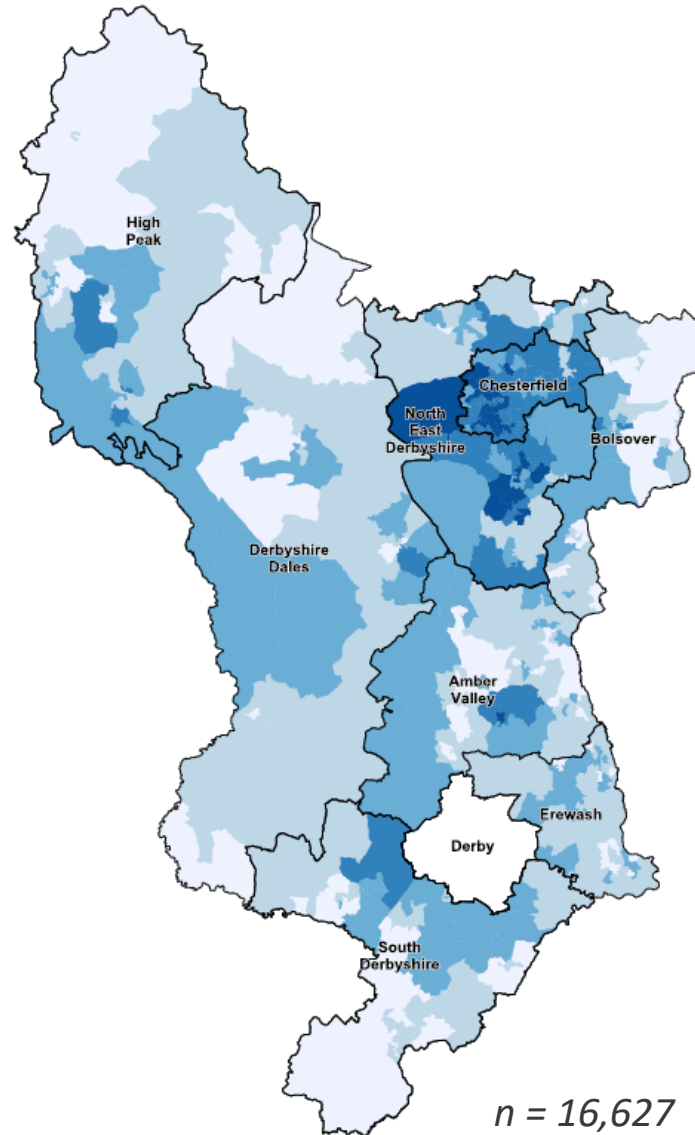 High
Peak
Chesterfield
North
East
Derbyshire
Bolsover
Derbyshire
Dales
Amber
Valley
Erewash
Derby
South
Derbyshire
n = 16,627